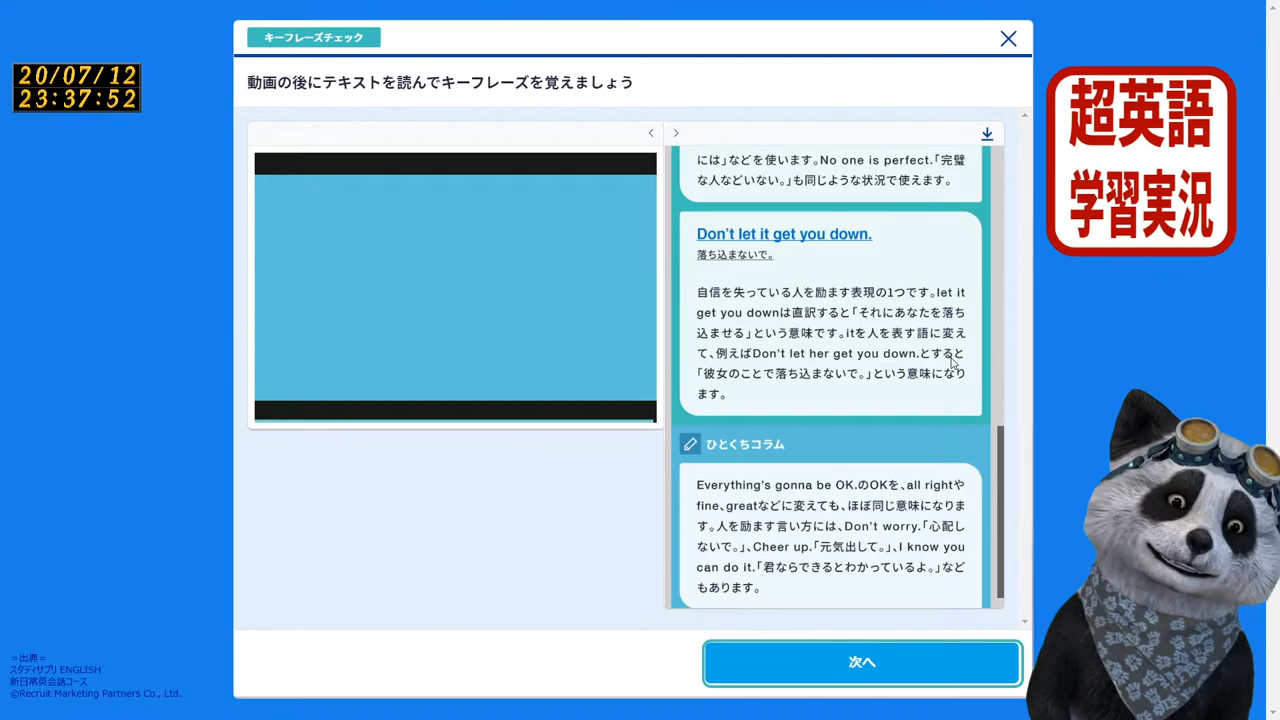 20/07/12
23:37:52
キーフレーズチェック
動画の後にテキストを読んでキーフレーズを覚えましょう
には」などを使います。No one is perfect.「完璧
な人などいない。」も同じような状況で使えます。
Don't let it get you down.
落ち込まないで。
自信を失っている人を励ます表現の1つです。let it
get you downは直訳すると「それにあなたを落ち
込ませる」という意味です。itを人を表す語に変え
て、例えばDon't let her get you down.とすると
「彼女のことで落ち込まないで。」という意味になり
ます。
ひとくちコラム
Everything's gonna be OK.のOKを、all rightや
fine、greatなどに変えても、ほぼ同じ意味になりま
す。人を励ます言い方には、Don't worry.「心配し
ないで。」、Cheer up.「元気出して。」、I know you
can do it.「君ならできるとわかっているよ。」など
もあります。
次へ
超英語
学習実況
＝出典＝
スタディサプリ ENGLISH
新日常英会話コース
©Recruit Marketing Partners Co., Ltd.